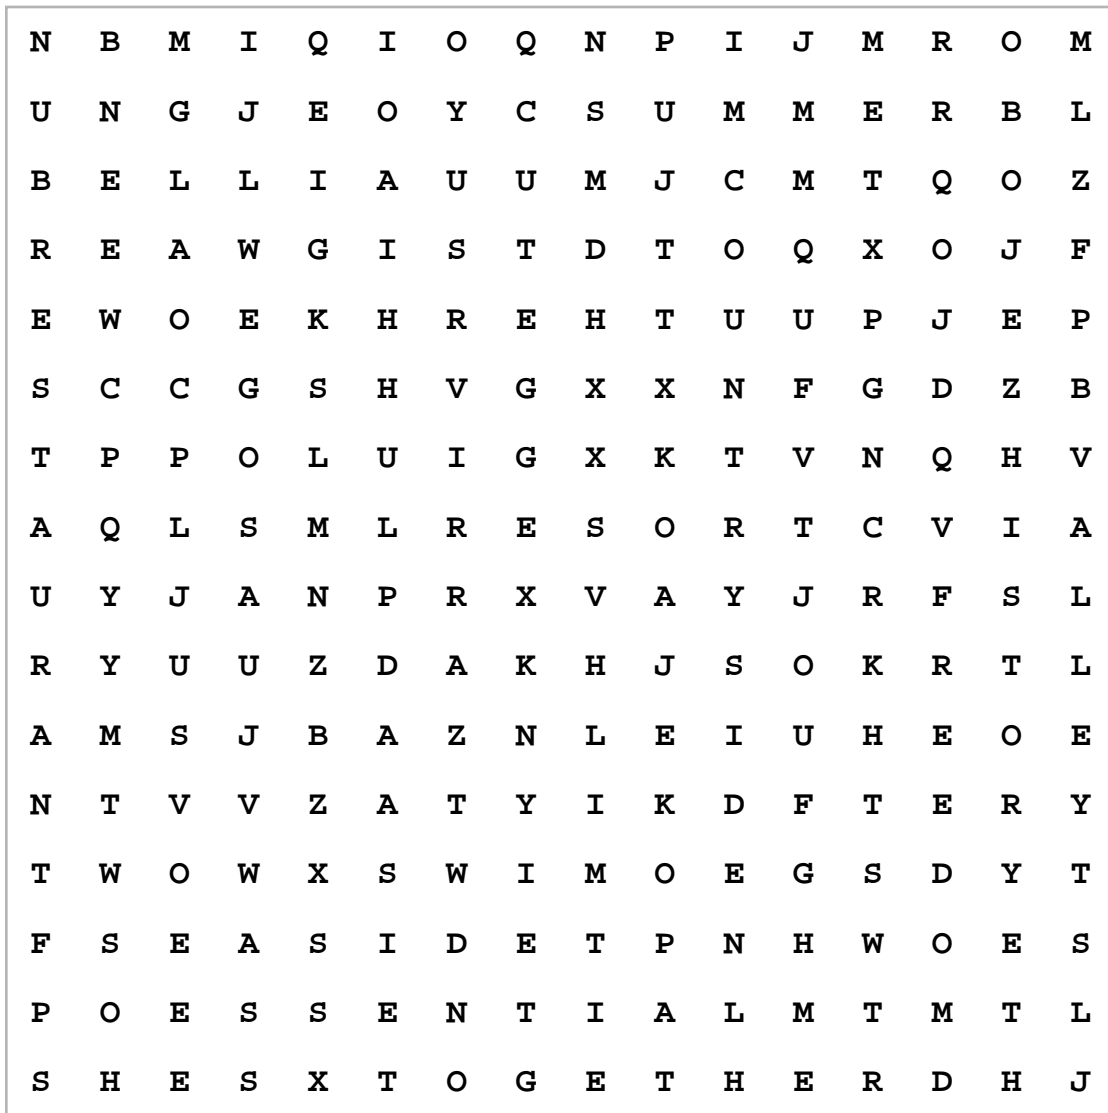 N B M I Q I O Q N P I J M R O M
U N G J E O Y C S U M M E R B L
B E L L I A U U M J C M T Q O Z
R E A W G I S T D T O Q X O J F
E W O E K H R E H T U U P J E P
S C C G S H V G X X N F G D Z B
T P P O L U I G X K T V N Q H V
A Q L S M L R E S O R T C V I A
U Y J A N P R X V A Y J R F S L
R Y U U Z D A K H J S O K R T L
A M S J B A Z N L E I U H E O E
N T V V Z A T Y I K D F T E R Y
T W O W X S W I M O E G S D Y T
F S E A S I D E T P N H W O E S
P O E S S E N T I A L M T M T L
S H E S X T O G E T H E R D H J